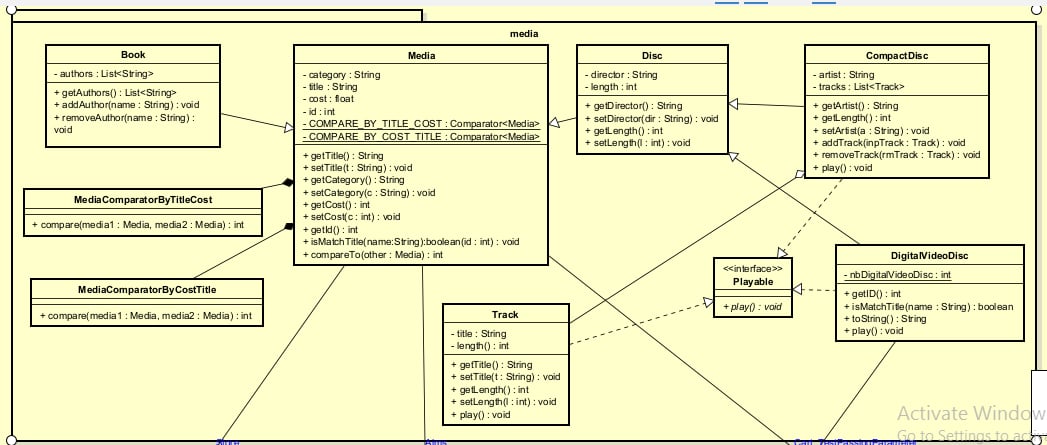 media
Book
- authors : List<String>
+ getAuthors() : List<String>
+ addAuthor(name : String) : void
+ removeAuthor(name : String) :
void
Media
- category : String
- title : String
- cost : float
- id : int
- COMPARE_BY_TITLE_COST : Comparator<Media>
- COMPARE_BY_COST_TITLE : Comparator<Media>
+ getTitle() : String
+ setTitle(t : String) : void
+ getCategory() : String
+ setCategory(c : String) : void
+ getCost() : int
+ setCost(c : int) : void
+ getId() : int
+ isMatchTitle(name:String):boolean(id : int) : void
+ compareTo(other : Media) : int
Disc
- director : String
- length : int
+ getDirector() : String
+ setDirector(dir : String) : void
+ getLength() : int
+ setLength(l : int) : void
CompactDisc
- artist : String
- tracks : List<Track>
+ getArtist() : String
+ getLength() : int
+ setArtist(a : String) : void
+ addTrack(inpTrack : Track) : void
+ removeTrack(rmTrack : Track) : void
+ play() : void
MediaComparatorByTitleCost
+ compare(media1 : Media, media2 : Media) : int
MediaComparatorByCostTitle
+ compare(media1 : Media, media2 : Media) : int
Track
- title : String
- length() : int
+ getTitle() : String
+ setTitle(t : String) : void
+ getLength() : int
+ setLength(l : int) : void
+ play() : void
<<interface>>
Playable
+ play() : void
DigitalVideoDisc
- nbDigitalVideoDisc : int
+ getID() : int
+ isMatchTitle(name : String) : boolean
+ toString() : String
+ play() : void
Activate Window
Go to Settings to acti
Store
Aims
Cart
TestPassingParameter